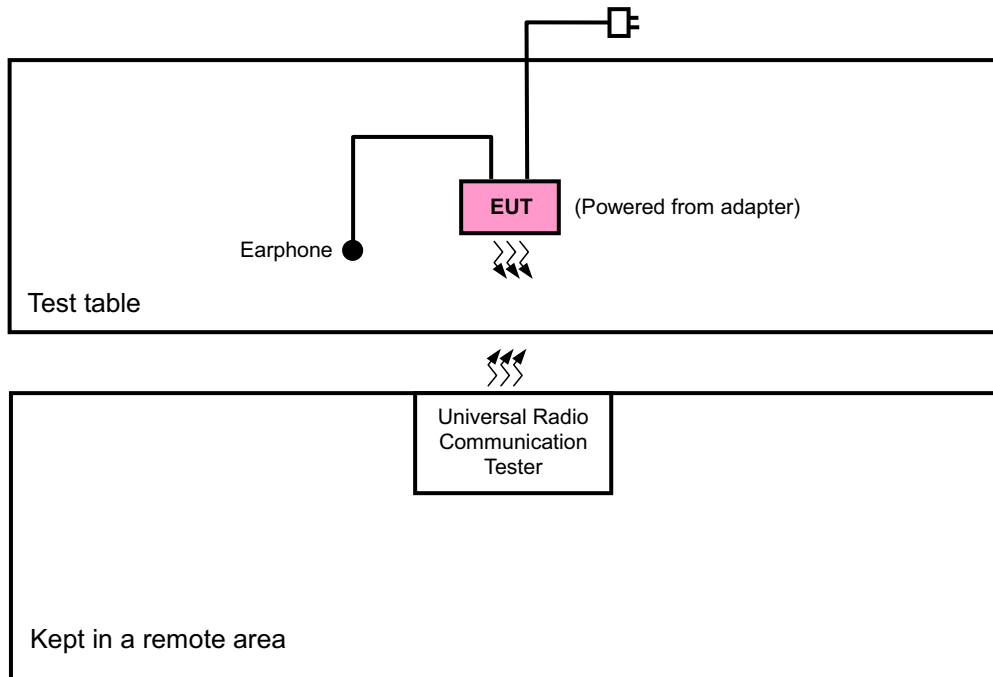 EUT
(Powered from adapter)
Earphone
Test table
Universal Radio
Communication
Tester
Kept in a remote area